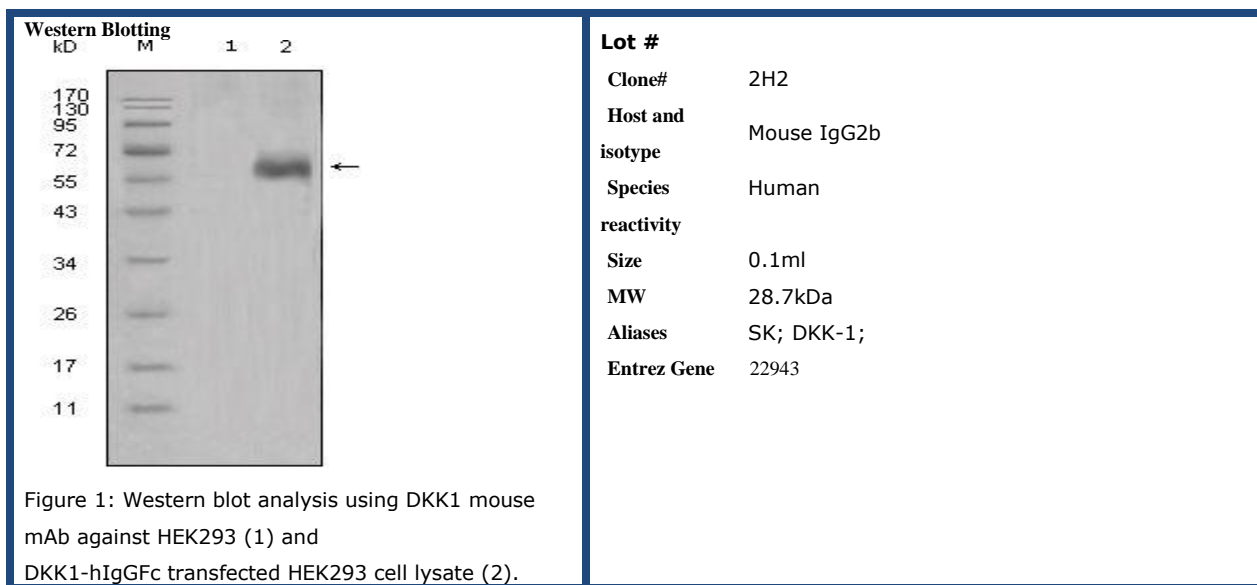 Western Blotting
kD M 1 2
170
130
95
72
55
43
34
26
17
11
Figure 1: Western blot analysis using DKK1 mouse
mAb against HEK293 (1) and
DKK1-hIgGFc transfected HEK293 cell lysate (2).
Lot #
Clone# 2H2
Host and
isotype Mouse IgG2b
Species Human
reactivity
Size 0.1ml
MW 28.7kDa
Aliases SK; DKK-1;
Entrez Gene 22943